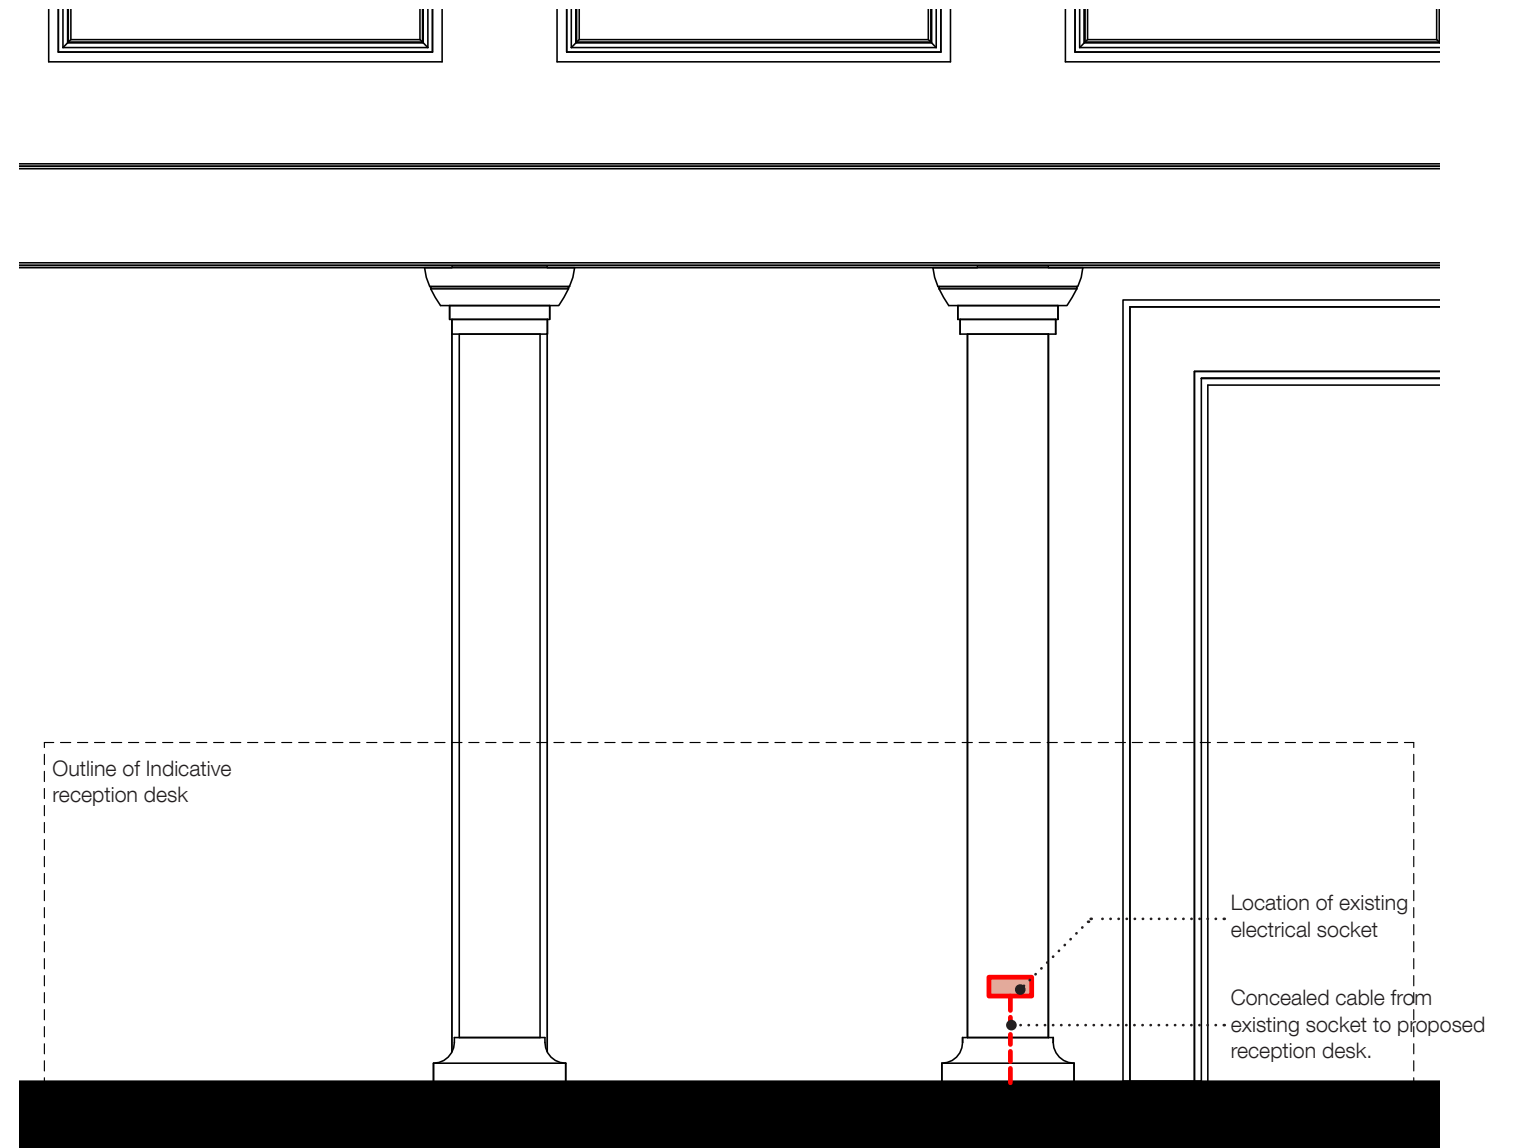 Outline of Indicative
reception desk
Location of existing
electrical socket
Concealed cable from
existing socket to proposed
reception desk.